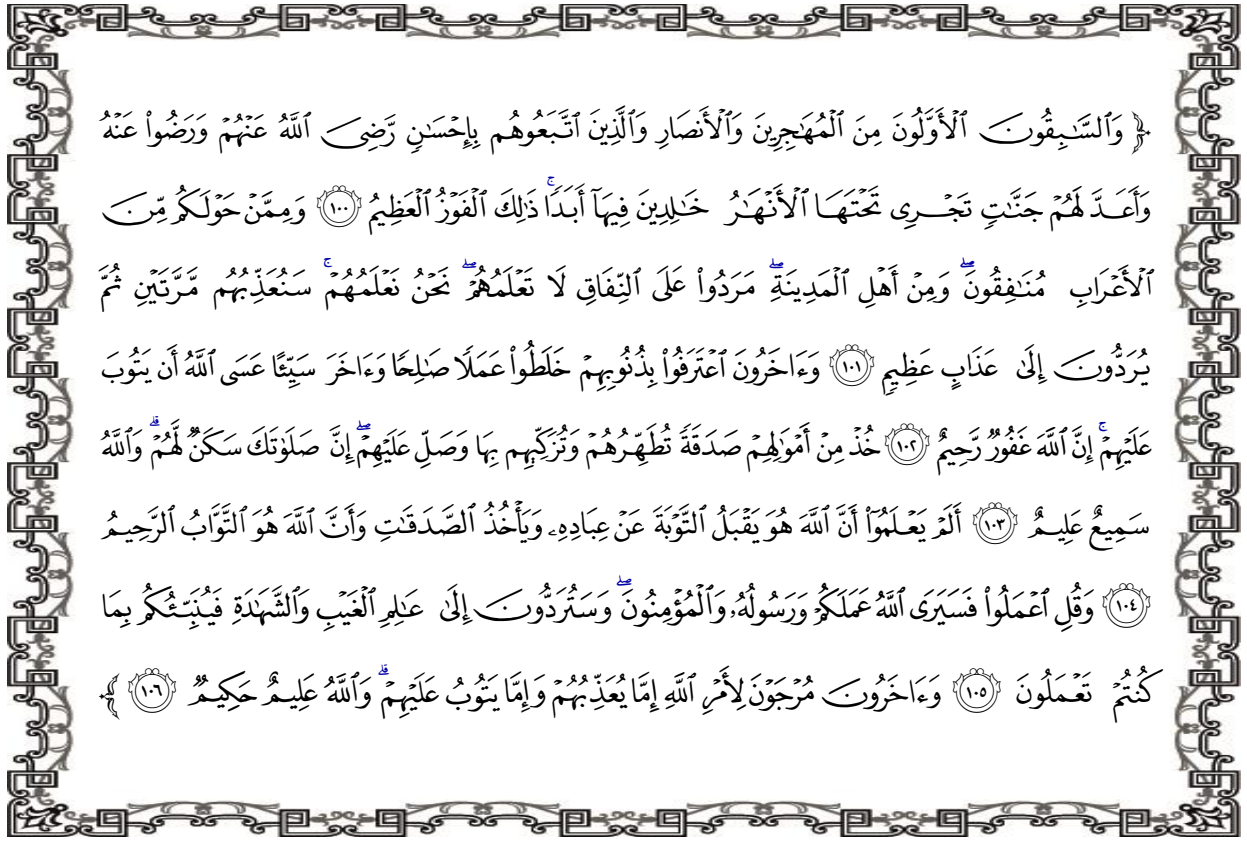 ﴿ وَٱلسَّـٰبِقُونَ ٱلْأَوَّلُونَ مِنَ ٱلْمُهَـٰجِرِينَ وَٱلْأَنصَارِ وَٱلَّذِينَ ٱتَّبَعُوهُم بِإِحْسَـٰنٍ رَّضِىَ ٱللَّهُ عَنْهُمْ وَرَضُوا۟ عَنْهُ
وَأَعَدَّ لَهُمْ جَنَّـٰتٍ تَجْرِى تَحْتَهَا ٱلْأَنْهَـٰرُ خَـٰلِدِينَ فِيهَآ أَبَدًا ۚ ذَٰلِكَ ٱلْفَوْزُ ٱلْعَظِيمُ ١٠٠ وَمِمَّنْ حَوْلَكُم مِّنَ
ٱلْأَعْرَابِ مُنَـٰفِقُونَ ۖ وَمِنْ أَهْلِ ٱلْمَدِينَةِ ۖ مَرَدُوا۟ عَلَى ٱلنِّفَاقِ لَا تَعْلَمُهُمْ ۖ نَحْنُ نَعْلَمُهُمْ ۚ سَنُعَذِّبُهُم مَّرَّتَيْنِ ثُمَّ
يُرَدُّونَ إِلَىٰ عَذَابٍ عَظِيمٍ ١٠١ وَءَاخَرُونَ ٱعْتَرَفُوا۟ بِذُنُوبِهِمْ خَلَطُوا۟ عَمَلًا صَـٰلِحًا وَءَاخَرَ سَيِّئًا عَسَى ٱللَّهُ أَن يَتُوبَ
عَلَيْهِمْ ۚ إِنَّ ٱللَّهَ غَفُورٌ رَّحِيمٌ ١٠٢ خُذْ مِنْ أَمْوَٰلِهِمْ صَدَقَةً تُطَهِّرُهُمْ وَتُزَكِّيهِم بِهَا وَصَلِّ عَلَيْهِمْ ۖ إِنَّ صَلَوٰتَكَ سَكَنٌ لَّهُمْ ۗ وَٱللَّهُ
سَمِيعٌ عَلِيمٌ ١٠٣ أَلَمْ يَعْلَمُوٓا۟ أَنَّ ٱللَّهَ هُوَ يَقْبَلُ ٱلتَّوْبَةَ عَنْ عِبَادِهِۦ وَيَأْخُذُ ٱلصَّدَقَـٰتِ وَأَنَّ ٱللَّهَ هُوَ ٱلتَّوَّابُ ٱلرَّحِيمُ
١٠٤ وَقُلِ ٱعْمَلُوا۟ فَسَيَرَى ٱللَّهُ عَمَلَكُمْ وَرَسُولُهُۥ وَٱلْمُؤْمِنُونَ ۖ وَسَتُرَدُّونَ إِلَىٰ عَـٰلِمِ ٱلْغَيْبِ وَٱلشَّهَـٰدَةِ فَيُنَبِّئُكُم بِمَا
كُنتُمْ تَعْمَلُونَ ١٠٥ وَءَاخَرُونَ مُرْجَوْنَ لِأَمْرِ ٱللَّهِ إِمَّا يُعَذِّبُهُمْ وَإِمَّا يَتُوبُ عَلَيْهِمْ ۗ وَٱللَّهُ عَلِيمٌ حَكِيمٌ ١٠٦ ﴾